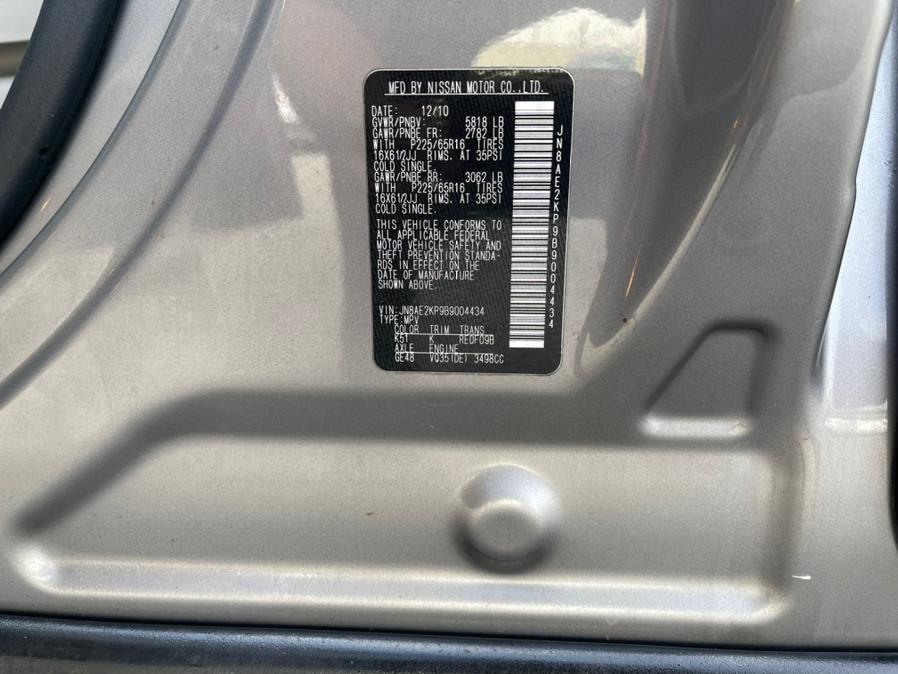 MFD BY NISSAN MOTOR CO.,LTD.
DATE: 12/10
GVWR/PNBV: 5818 LB
GAWR/PNBE FR: 2782 LB
WITH P225/65R16 TIRES
16X61/2JJ RIMS. AT 35PSI
COLD SINGLE.
GAWR/PNBE RR: 3062 LB
WITH P225/65R16 TIRES
16X61/2JJ RIMS. AT 35PSI
COLD SINGLE.
THIS VEHICLE CONFORMS TO
ALL APPLICABLE FEDERAL
MOTOR VEHICLE SAFETY AND
THEFT PREVENTION STANDA-
RDS IN EFFECT ON THE
DATE OF MANUFACTURE
SHOWN ABOVE.
VIN:JN8AE2KP9B9004434
TYPE:MPV
COLOR TRIM TRANS
K51 K RE0F09B
AXLE ENGINE
GE48 VQ35(DE) 3498CC
JN8AE2KP9B9004434